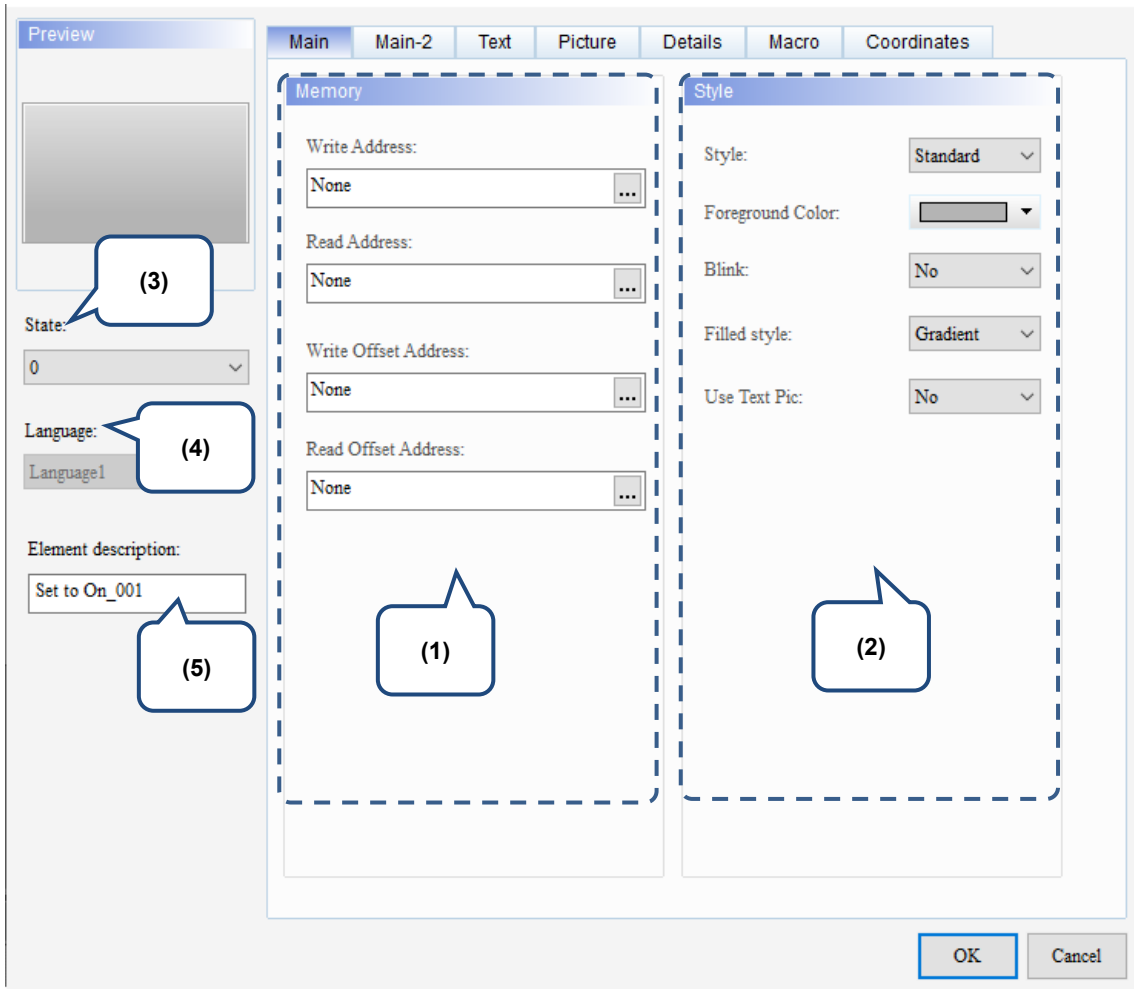 Preview
Main Main-2 Text Picture Details Macro Coordinates
(3)
State:
0
Language:
(4)
Language1
Element description:
Set to On_001
(5)
Memory
Write Address:
None
...
Read Address:
None
...
Write Offset Address:
None
...
Read Offset Address:
None
...
(1)
Style
Style: Standard
Foreground Color:
Blink: No
Filled style: Gradient
Use Text Pic: No
(2)
OK Cancel